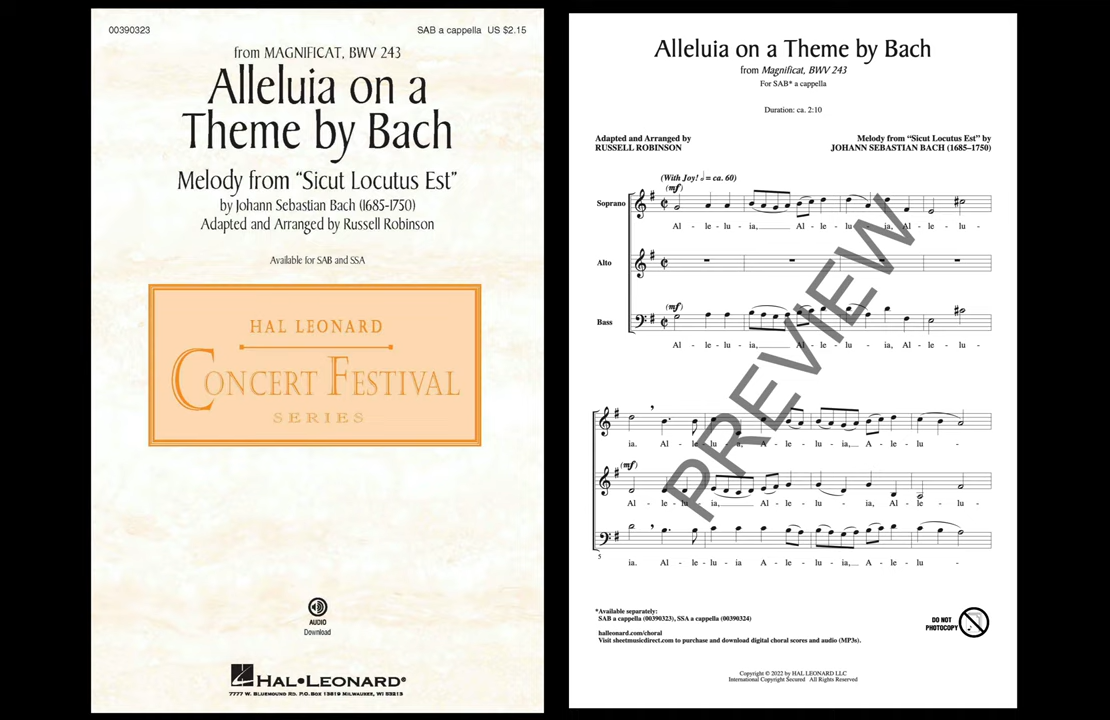 00390323
SAB a cappella US $2.15
from MAGNIFICAT, BWV 243
Alleluia on a
Theme by Bach
Melody from “Sicut Locutus Est”
by Johann Sebastian Bach (1685-1750)
Adapted and Arranged by Russell Robinson
Available for SAB and SSA
HAL LEONARD
CONCERT FESTIVAL
SERIES
AUDIO
Download
HAL•LEONARD®
7777 W. BLUEMOUND RD. P.O. BOX 13819 MILWAUKEE, WI 53213
Alleluia on a Theme by Bach
from Magnificat, BWV 243
For SAB* a cappella
Duration: ca. 2:10
Adapted and Arranged by
RUSSELL ROBINSON
Melody from “Sicut Locutus Est” by
JOHANN SEBASTIAN BACH (1685–1750)
(With Joy! = ca. 60)
(mf)
Soprano
Al - le - lu - ia, Al - le - lu - ia, Al - le - lu -
Alto
(mf)
Bass
Al - le - lu - ia, Al - le - lu - ia, Al - le - lu -
PREVIEW
ia. Al - le - lu - ia, A - le - lu - ia, A - le - lu -
(mf)
Al - le - lu - ia, Al - le - lu - ia, Al - le - lu -
5
ia. Al - le - lu - ia A - le - lu - ia, A - le - lu -
*Available separately:
SAB a cappella (00390323), SSA a cappella (00390324)
halleonard.com/choral
Visit sheetmusicdirect.com to purchase and download digital choral scores and audio (MP3s).
DO NOT
PHOTOCOPY
Copyright © 2022 by HAL LEONARD LLC
International Copyright Secured All Rights Reserved